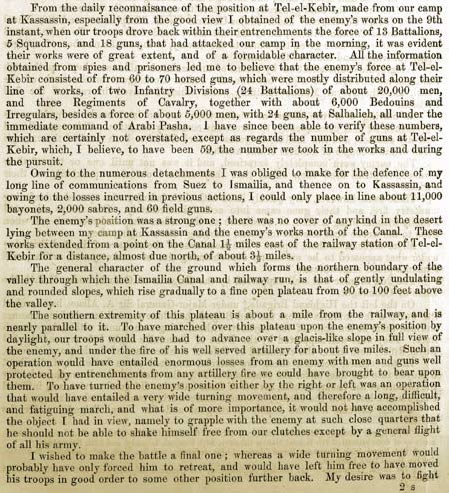 From the daily reconnaisance of the position at Tel-el-Kebir, made from our camp
at Kassassin, especially from the good view I obtained of the enemy's works on the 9th
instant, when our troops drove back within their entrenchments the force of 13 Battalions,
5 Squadrons, and 18 guns, that had attacked our camp in the morning, it was evident
their works were of great extent, and of a formidable character. All the information
obtained from spies and prisoners led me to believe that the enemy's force at Tel-el-
Kebir consisted of from 60 to 70 horsed guns, which were mostly distributed along their
line of works, of two Infantry Divisions (24 Battalions) of about 20,000 men,
and three Regiments of Cavalry, together with about 6,000 Bedouins and
Irregulars, besides a force of about 5,000 men, with 24 guns, at Salhalieh, all under the
immediate command of Arabi Pasha. I have since been able to verify these numbers,
which are certainly not overstated, except as regards the number of guns at Tel-el-
Kebir, which, I believe, to have been 59, the number we took in the works and during
the pursuit.
Owing to the numerous detachments I was obliged to make for the defence of my
long line of communications from Suez to Ismailia, and thence on to Kassassin, and
owing to the losses incurred in previous actions, I could only place in line about 11,000
bayonets, 2,000 sabres, and 60 field guns.
The enemy's position was a strong one; there was no cover of any kind in the desert
lying between my camp at Kassassin and the enemy's works north of the Canal. These
works extended from a point on the Canal 1½ miles east of the railway station of Tel-el-
Kebir for a distance, almost due north, of about 3½ miles.
The general character of the ground which forms the northern boundary of the
valley through which the Ismailia Canal and railway run, is that of gently undulating
and rounded slopes, which rise gradually to a fine open plateau from 90 to 100 feet above
the valley.
The southern extremity of this plateau is about a mile from the railway, and is
nearly parallel to it. To have marched over this plateau upon the enemy's position by
daylight, our troops would have had to advance over a glacis-like slope in full view of
the enemy, and under the fire of his well served artillery for about five miles. Such an
operation would have entailed enormous losses from an enemy with men and guns well
protected by entrenchments from any artillery fire we could have brought to bear upon
them. To have turned the enemy's position either by the right or left was an operation
that would have entailed a very wide turning movement, and therefore a long, difficult,
and fatiguing march, and what is of more importance, it would not have accomplished
the object I had in view, namely to grapple with the enemy at such close quarters that
he should not be able to shake himself free from our clutches except by a general flight
of all his army.
I wished to make the battle a final one; whereas a wide turning movement would
probably have only forced him to retreat, and would have left him free to have moved
his troops in good order to some other position further back. My desire was to fight
2 s